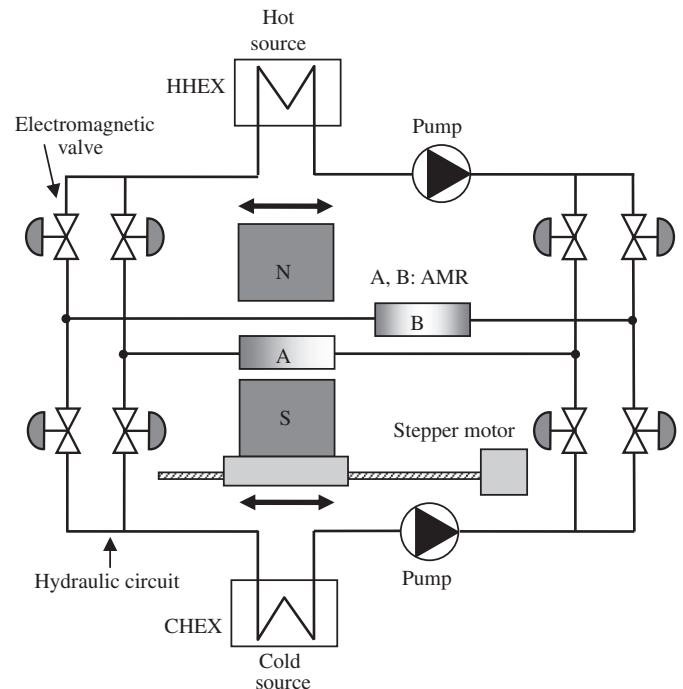 Hot
source
HHEX
Electromagnetic
valve
Pump
N
A, B: AMR
B
A
S
Stepper motor
Hydraulic circuit
Pump
CHEX
Cold
source